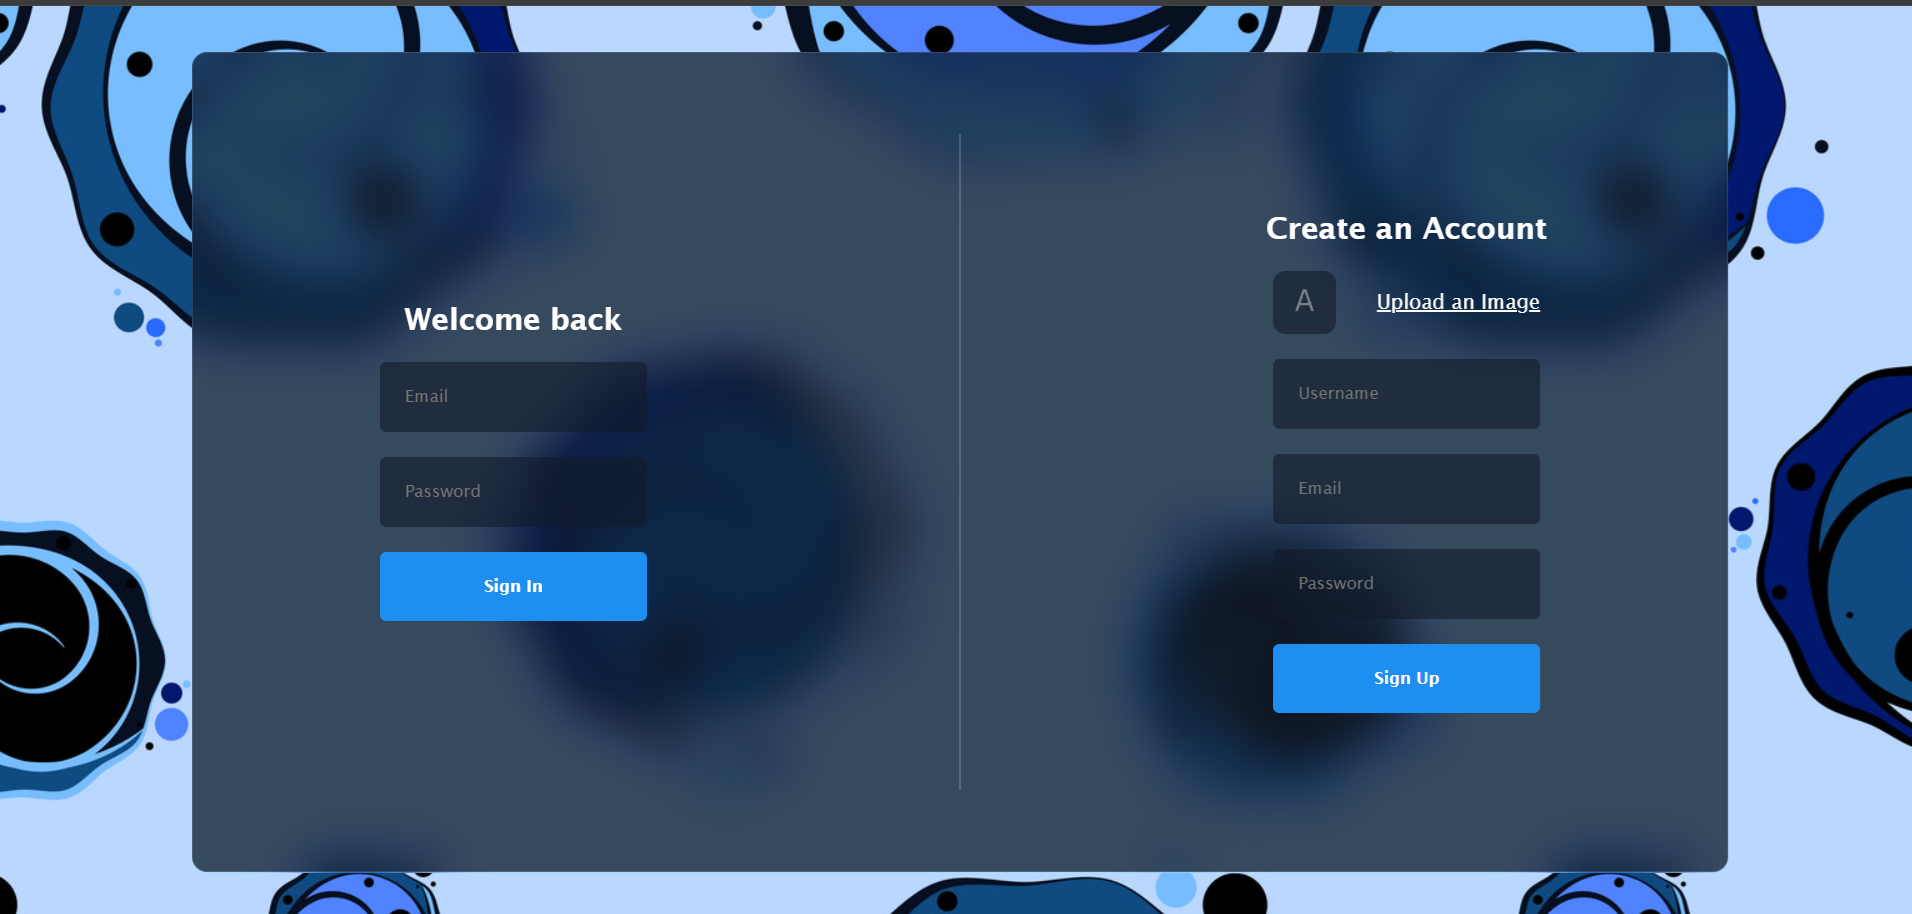 Welcome back
Email
Password
Sign In
Create an Account
A
Upload an Image
Username
Email
Password
Sign Up